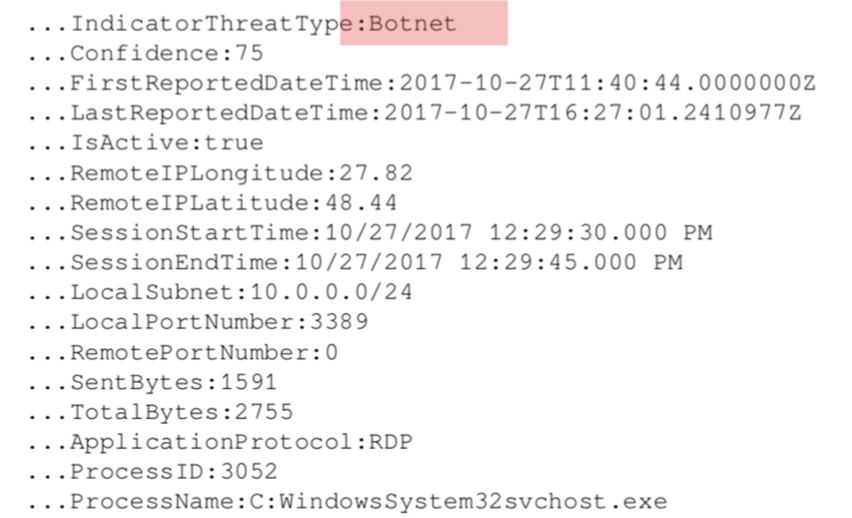 ...IndicatorThreatType:Botnet
...Confidence:75
...FirstReportedDateTime:2017-10-27T11:40:44.0000000Z
...LastReportedDateTime:2017-10-27T16:27:01.2410977Z
...IsActive:true
...RemoteIPLongitude:27.82
...RemoteIPLatitude:48.44
...SessionStartTime:10/27/2017 12:29:30.000 PM
...SessionEndTime:10/27/2017 12:29:45.000 PM
...LocalSubnet:10.0.0.0/24
...LocalPortNumber:3389
...RemotePortNumber:0
...SentBytes:1591
...TotalBytes:2755
...ApplicationProtocol:RDP
...ProcessID:3052
...ProcessName:C:WindowsSystem32svchost.exe